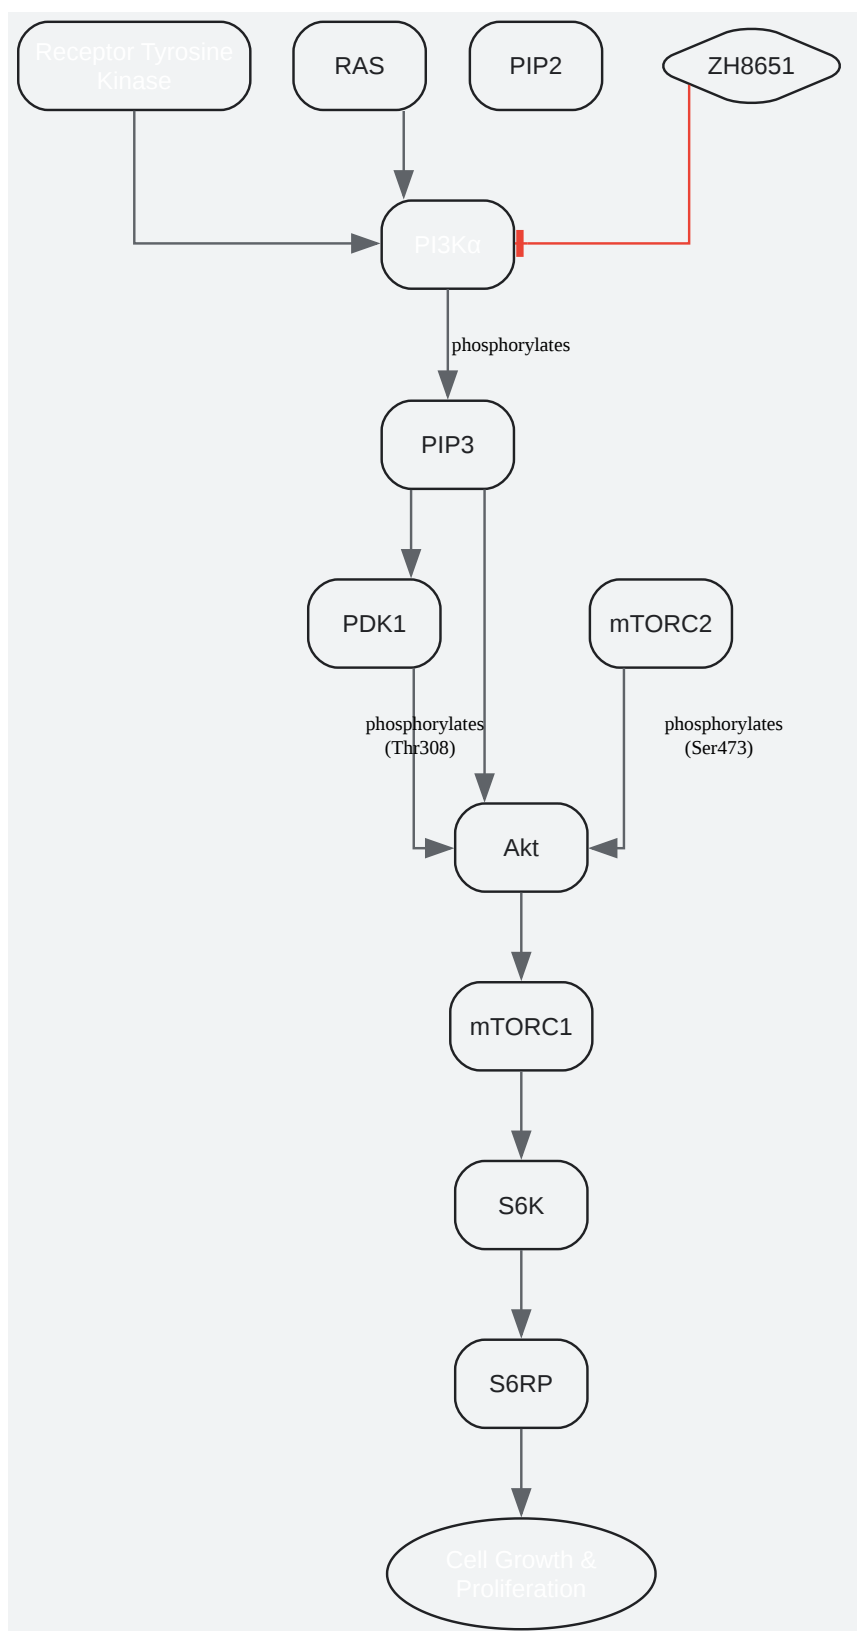 Receptor Tyrosine
Kinase
RAS
PIP2
ZH8651
PI3Kα
phosphorylates
PIP3
PDK1
mTORC2
phosphorylates
(Thr308)
phosphorylates
(Ser473)
Akt
mTORC1
S6K
S6RP
Cell Growth &
Proliferation